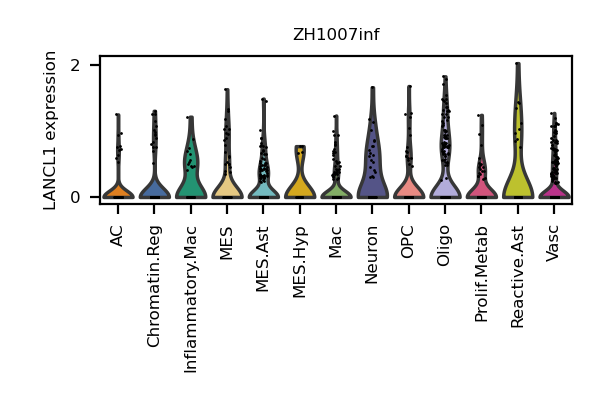 ZH1007inf
LANCL1 expression
2
0
AC
Chromatin.Reg
Inflammatory.Mac
MES
MES.Ast
MES.Hyp
Mac
Neuron
OPC
Oligo
Prolif.Metab
Reactive.Ast
Vasc